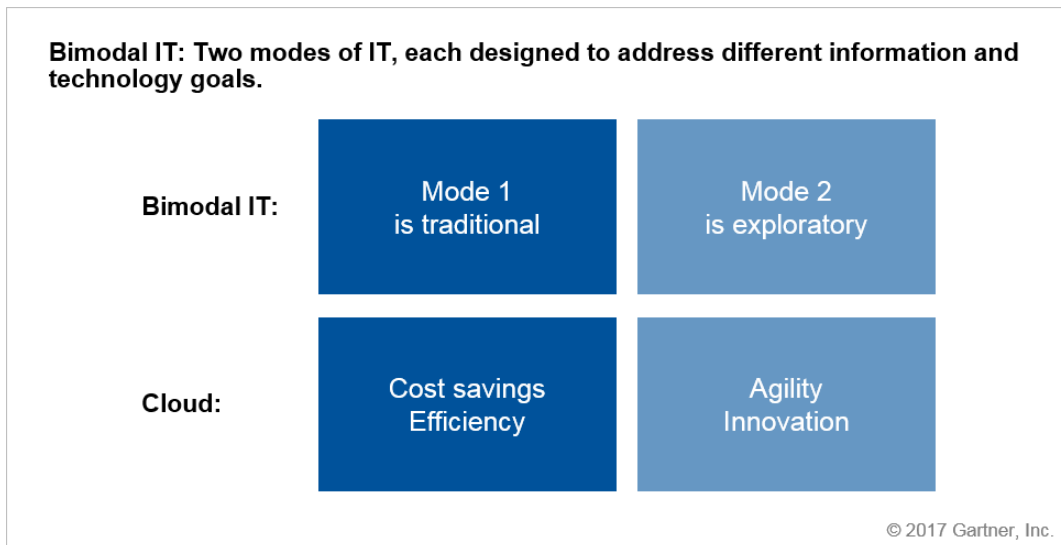 Bimodal IT: Two modes of IT, each designed to address different information and
technology goals.
Bimodal IT:
Mode 1
is traditional
Mode 2
is exploratory
Cloud:
Cost savings
Efficiency
Agility
Innovation
© 2017 Gartner, Inc.